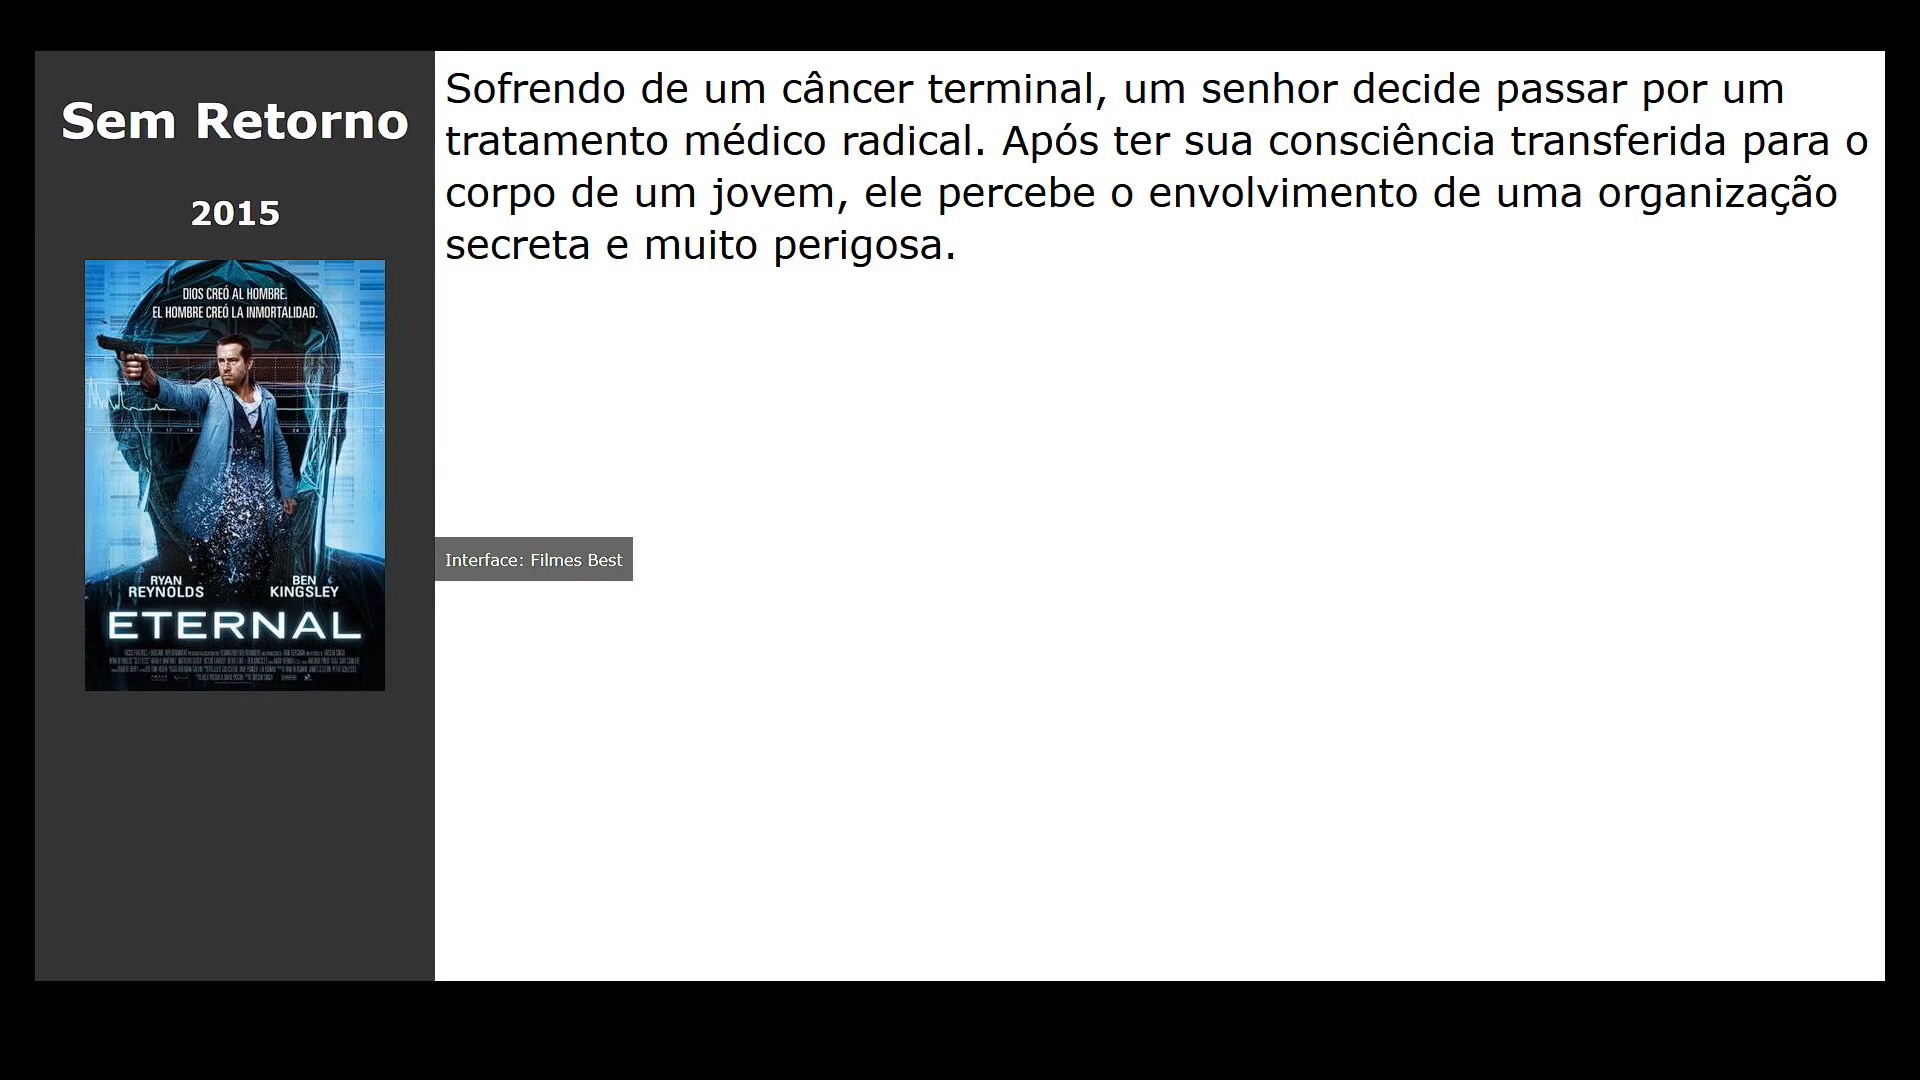 Sem Retorno
2015
DIOS CREÓ AL HOMBRE.
EL HOMBRE CREÓ LA INMORTALIDAD.
RYAN
REYNOLDS
BEN
KINGSLEY
ETERNAL
Sofrendo de um câncer terminal, um senhor decide passar por um
tratamento médico radical. Após ter sua consciência transferida para o
corpo de um jovem, ele percebe o envolvimento de uma organização
secreta e muito perigosa.
Interface: Filmes Best